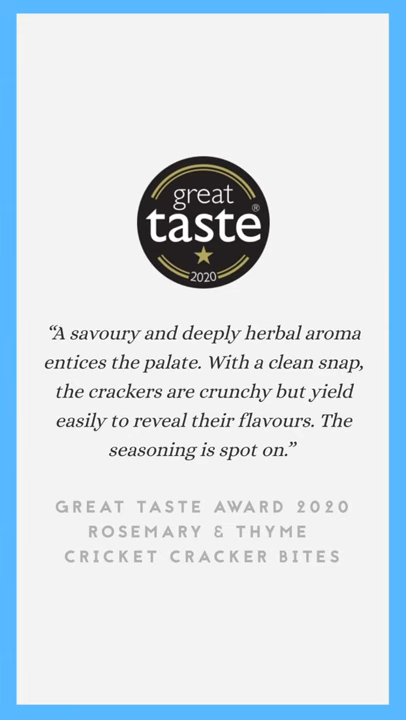 great
taste®
2020
“A savoury and deeply herbal aroma
entices the palate. With a clean snap,
the crackers are crunchy but yield
easily to reveal their flavours. The
seasoning is spot on.”
GREAT TASTE AWARD 2020
ROSEMARY & THYME
CRICKET CRACKER BITES